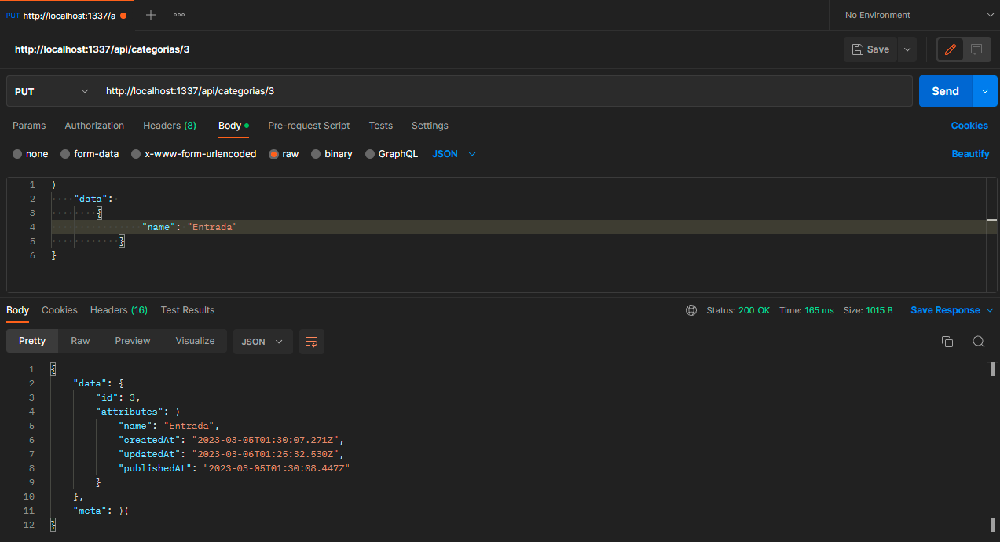 PUT http://localhost:1337/a No Environment
http://localhost:1337/api/categorias/3 Save
PUT http://localhost:1337/api/categorias/3 Send
Params Authorization Headers (8) Body Pre-request Script Tests Settings Cookies
none form-data x-www-form-urlencoded raw binary GraphQL JSON Beautify
1 {
2 "data":
3 {
4 "name": "Entrada"
5 }
6 }
Body Cookies Headers (16) Test Results Status: 200 OK Time: 165 ms Size: 1015 B Save Response
Pretty Raw Preview Visualize JSON
1 {
2 "data": {
3 "id": 3,
4 "attributes": {
5 "name": "Entrada",
6 "createdAt": "2023-03-05T01:30:07.271Z",
7 "updatedAt": "2023-03-06T01:25:32.530Z",
8 "publishedAt": "2023-03-05T01:30:08.447Z"
9 }
10 },
11 "meta": {}
12 }